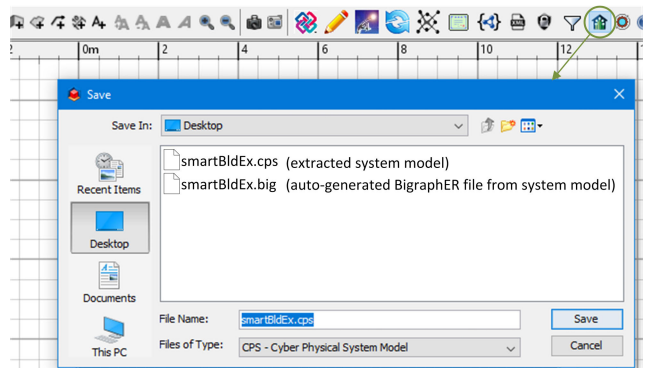 2 0m 2 4 6 8 10 12
Save
Save In: Desktop
smartBldEx.cps (extracted system model)
smartBldEx.big (auto-generated BigraphER file from system model)
Recent Items
Desktop
Documents
This PC
File Name: smartBldEx.cps Save
Files of Type: CPS - Cyber Physical System Model Cancel